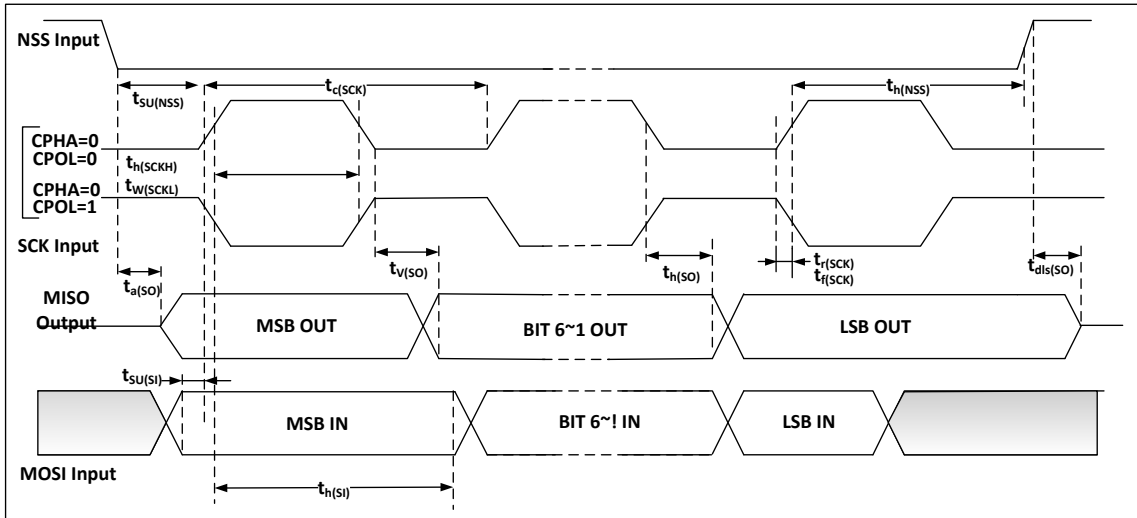 NSS Input
tSU(NSS)
tc(SCK)
th(NSS)
CPHA=0
CPOL=0
th(SCKH)
CPHA=0
CPOL=1
tW(SCKL)
SCK Input
tV(SO)
th(SO)
tr(SCK)
tf(SCK)
tdIs(SO)
ta(SO)
MISO
Output
MSB OUT
BIT 6~1 OUT
LSB OUT
tSU(SI)
MSB IN
BIT 6~! IN
LSB IN
MOSI Input
th(SI)